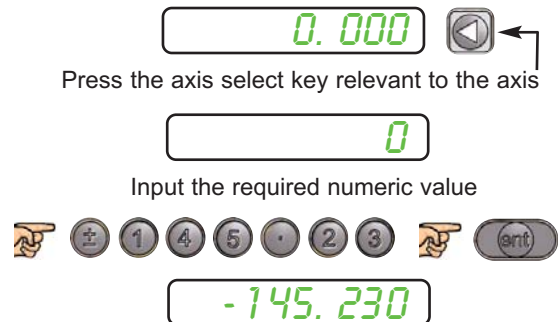 0.000
Press the axis select key relevant to the axis
0
Input the required numeric value
± 1 4 5 · 2 3 ent
-145.230